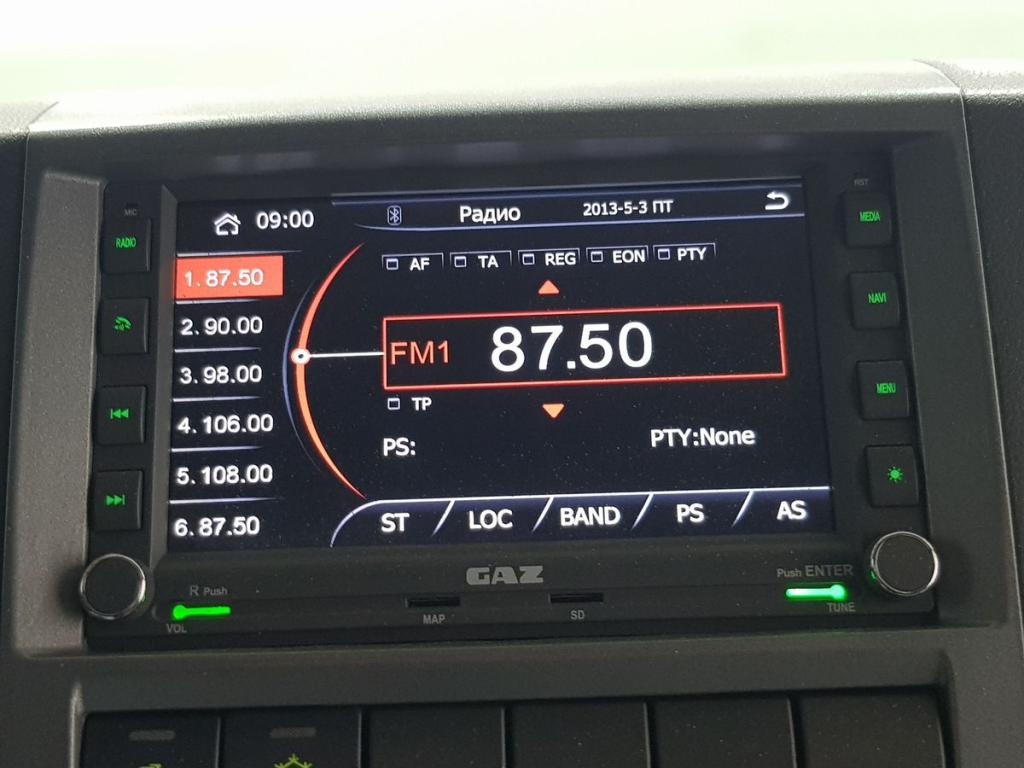 MIC
RST
09:00
Радио
2013-5-3 ПТ
RADIO
MEDIA
AF TA REG EON PTY
1. 87.50
2. 90.00
3. 98.00
4. 106.00
5. 108.00
6. 87.50
FM1 87.50
NAVI
TP
MENU
PS:
PTY:None
ST LOC BAND PS AS
GAZ
R Push
VOL
MAP
SD
Push ENTER
TUNE